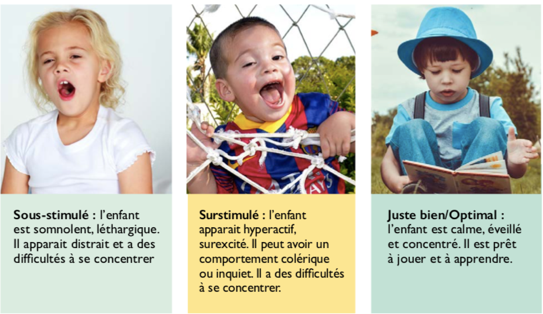 Sous-stimulé : l'enfant
est somnolent, léthargique.
Il apparait distrait et a des
difficultés à se concentrer
Surstimulé : l'enfant
apparait hyperactif,
surexcité. Il peut avoir un
comportement colérique
ou inquiet. Il a des difficultés
à se concentrer.
Juste bien/Optimal :
l'enfant est calme, éveillé
et concentré. Il est prêt
à jouer et à apprendre.